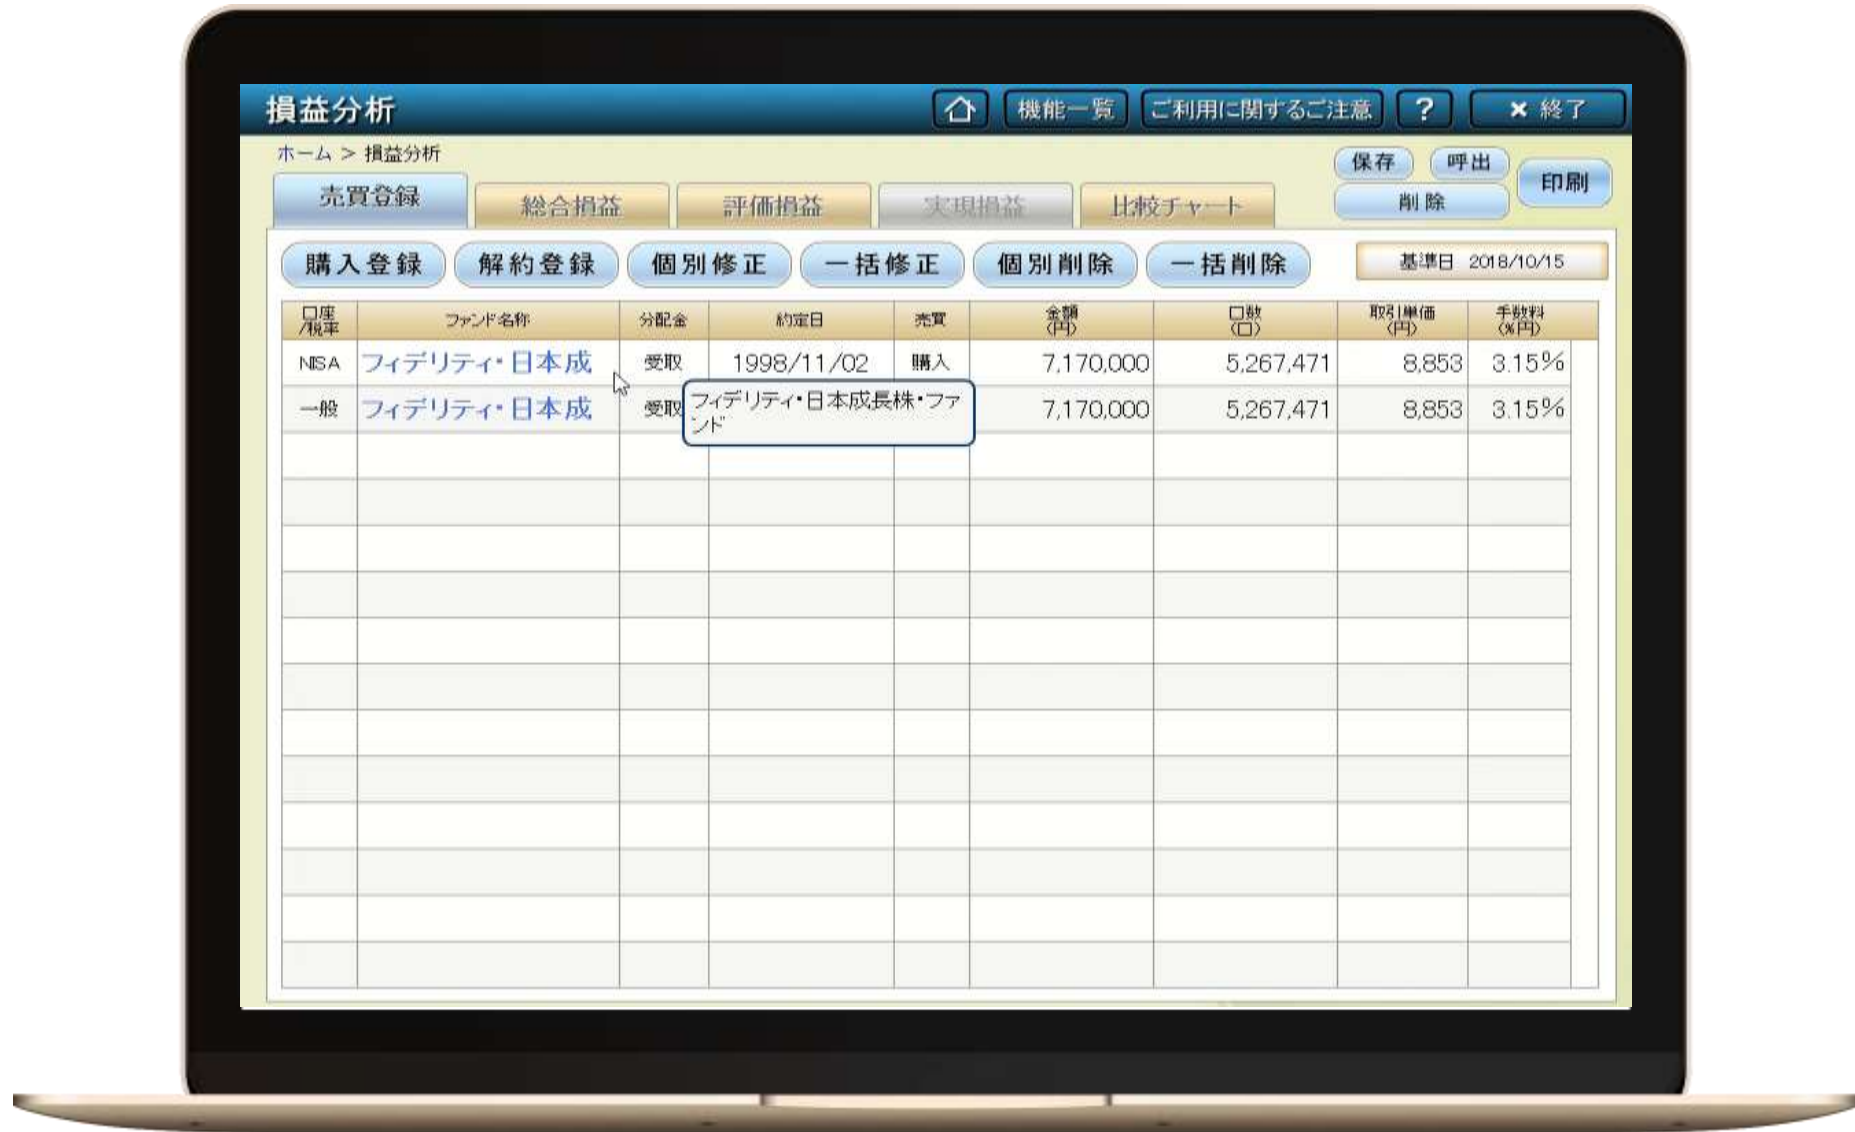 損益分析
機能一覧
ご利用に関するご注意
?
× 終了
ホーム > 損益分析
保存
呼出
印刷
削除
売買登録
総合損益
評価損益
実現損益
比較チャート
購入登録
解約登録
個別修正
一括修正
個別削除
一括削除
基準日 2018/10/15
口座/税率 ファンド名称 分配金 約定日 売買 金額(円) 口数(口) 取引単価(円) 手数料(%円)
NISA フィデリティ・日本成 受取 1998/11/02 購入 7,170,000 5,267,471 8,853 3.15%
一般 フィデリティ・日本成 受取 7,170,000 5,267,471 8,853 3.15%
フィデリティ・日本成長株・ファ
ンド